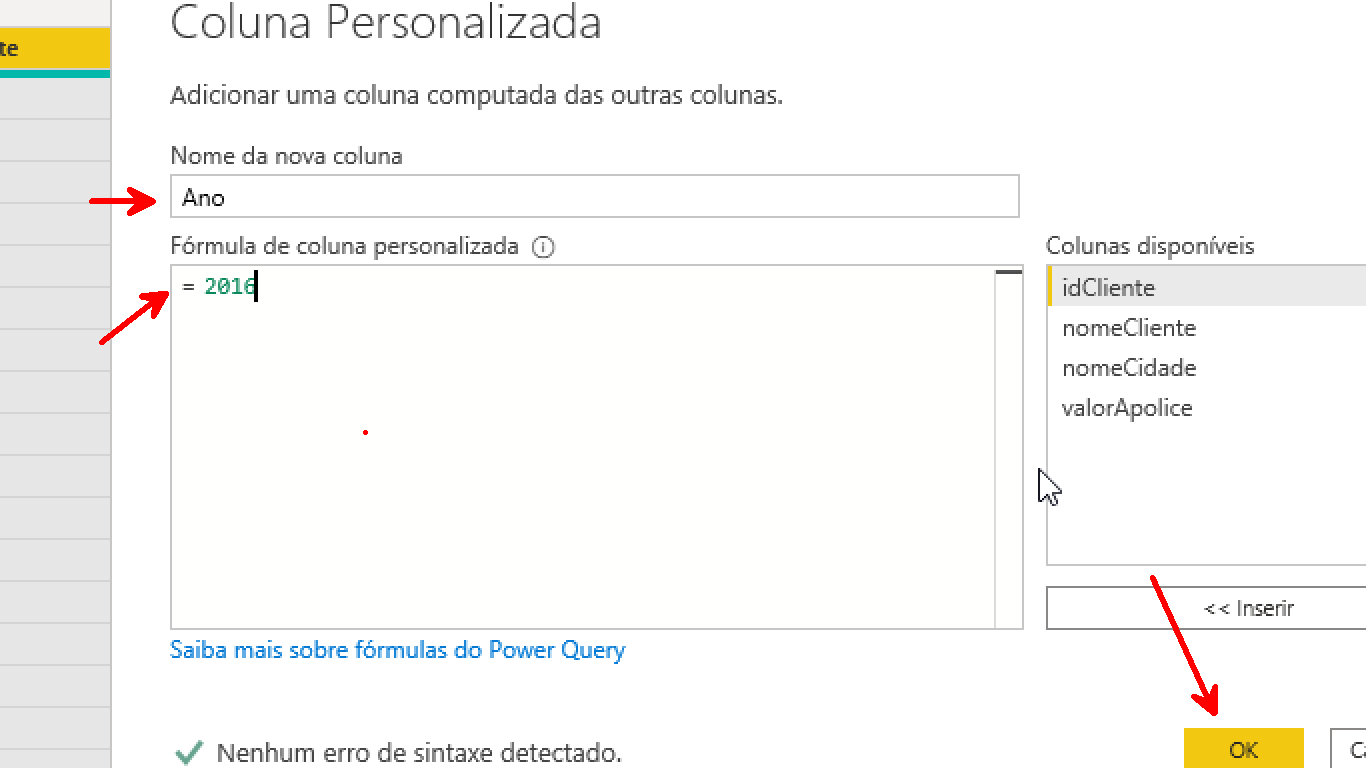 te
Coluna Personalizada
Adicionar uma coluna computada das outras colunas.
Nome da nova coluna
Ano
Fórmula de coluna personalizada
= 2016
Colunas disponíveis
idCliente
nomeCliente
nomeCidade
valorApolice
<< Inserir
Saiba mais sobre fórmulas do Power Query
Nenhum erro de sintaxe detectado.
OK